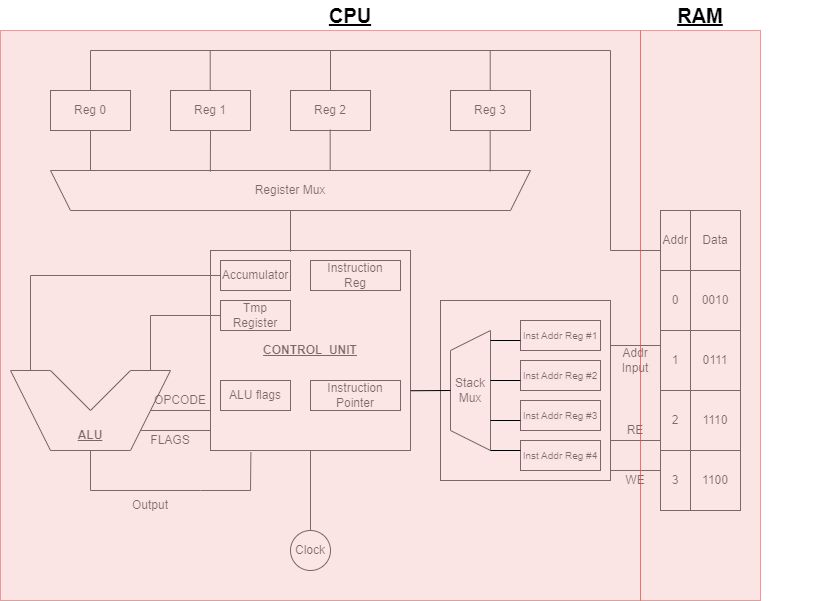 CPU
RAM
Reg 0
Reg 1
Reg 2
Reg 3
Register Mux
Accumulator
Instruction
Reg
Tmp
Register
CONTROL UNIT
ALU flags
Instruction
Pointer
OPCODE
ALU
FLAGS
Output
Clock
Stack
Mux
Inst Addr Reg #1
Inst Addr Reg #2
Inst Addr Reg #3
Inst Addr Reg #4
Addr
Input
RE
WE
Addr Data
0 0010
1 0111
2 1110
3 1100